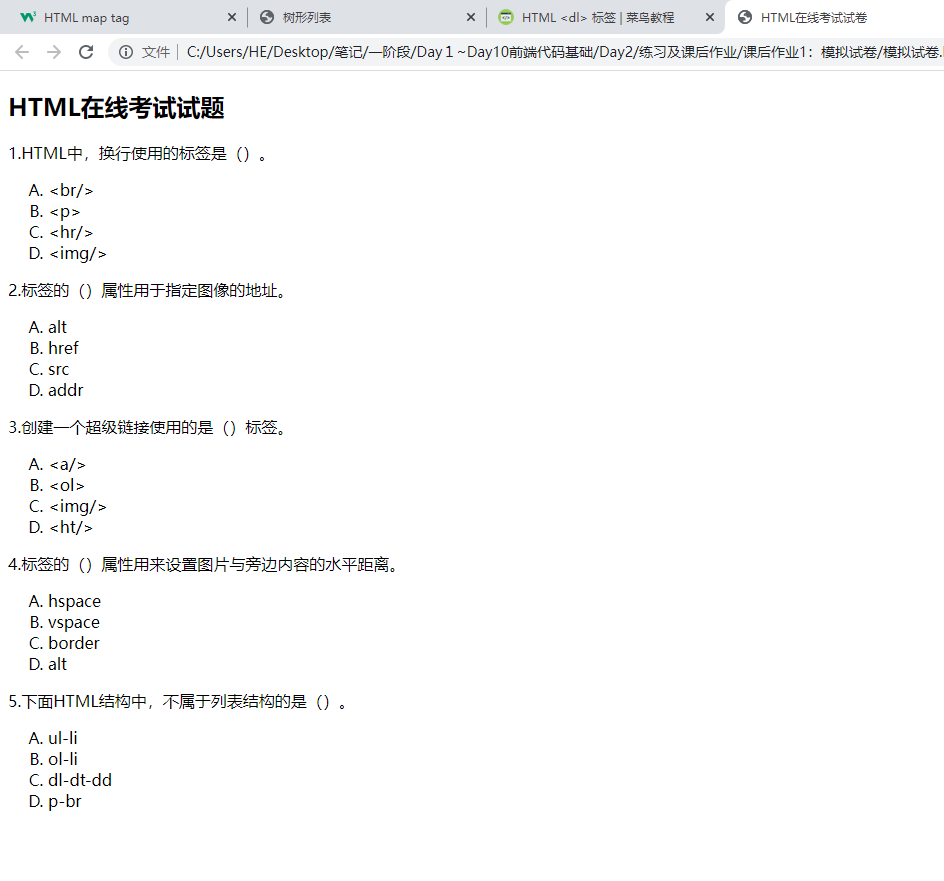 HTML map tag
树形列表
HTML <dl> 标签 | 菜鸟教程
HTML在线考试试卷
文件 | C:/Users/HE/Desktop/笔记/一阶段/Day 1 ~Day10前端代码基础/Day2/练习及课后作业/课后作业1：模拟试卷/模拟试卷.
HTML在线考试试题
1.HTML中，换行使用的标签是（）。
A. <br/>
B. <p>
C. <hr/>
D. <img/>
2.标签的（）属性用于指定图像的地址。
A. alt
B. href
C. src
D. addr
3.创建一个超级链接使用的是（）标签。
A. <a/>
B. <ol>
C. <img/>
D. <ht/>
4.标签的（）属性用来设置图片与旁边内容的水平距离。
A. hspace
B. vspace
C. border
D. alt
5.下面HTML结构中，不属于列表结构的是（）。
A. ul-li
B. ol-li
C. dl-dt-dd
D. p-br